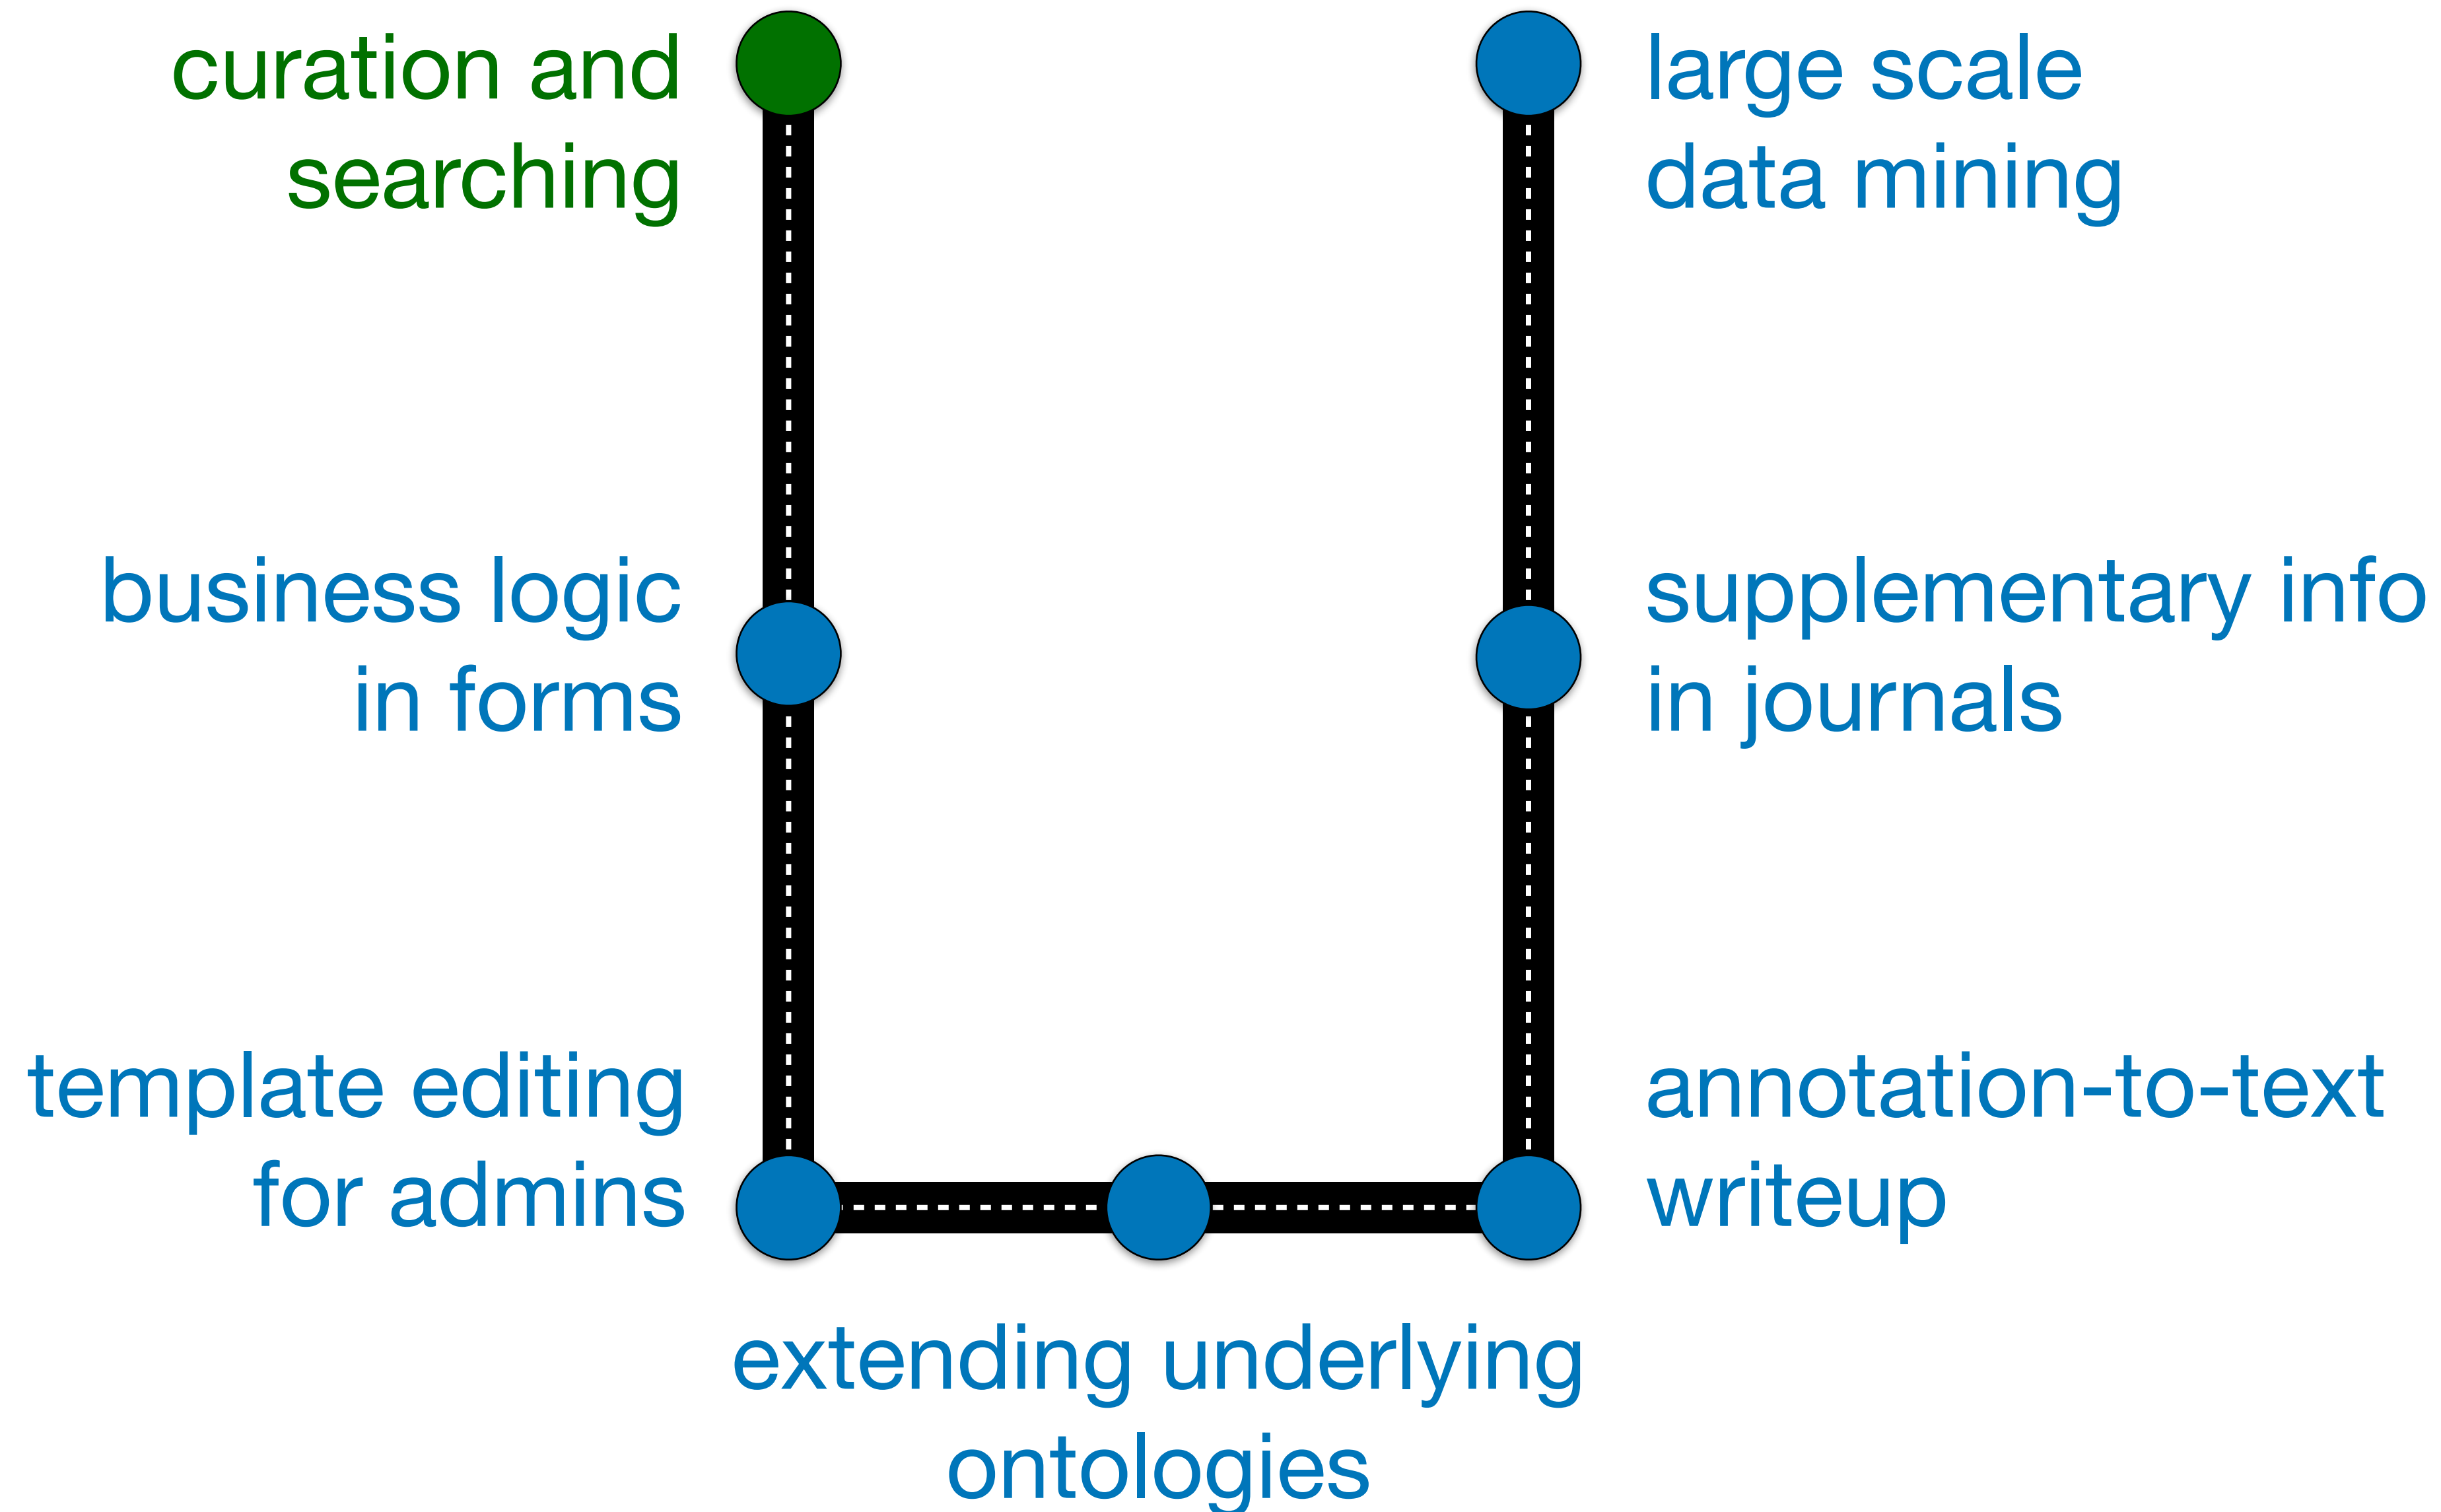 curation and
searching
business logic
in forms
template editing
for admins
extending underlying
ontologies
annotation-to-text
writeup
supplementary info
in journals
large scale
data mining